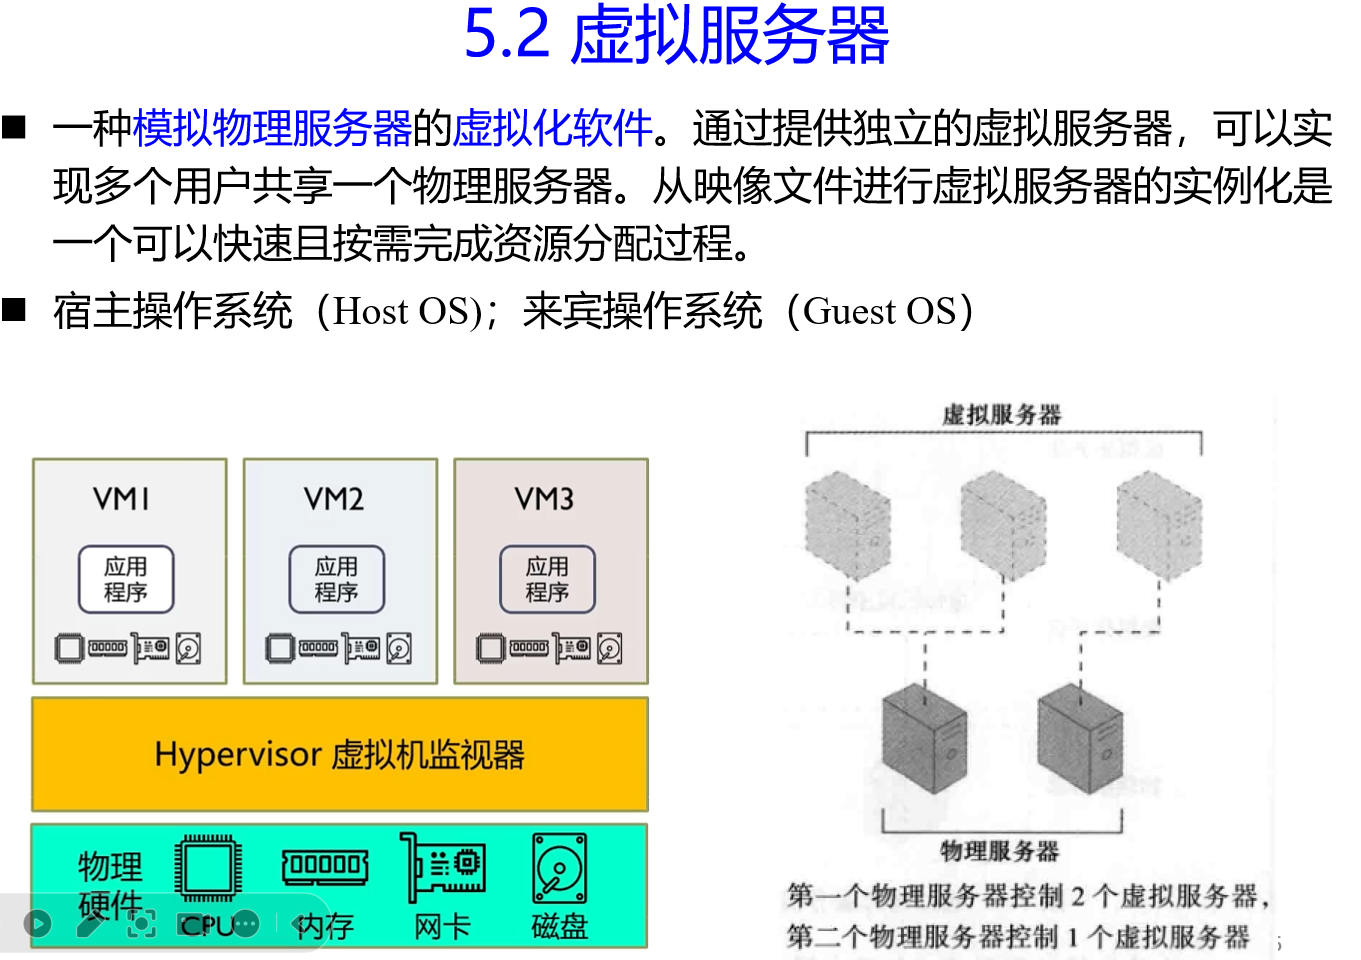 5.2 虚拟服务器
一种模拟物理服务器的虚拟化软件。通过提供独立的虚拟服务器，可以实
现多个用户共享一个物理服务器。从映像文件进行虚拟服务器的实例化是
一个可以快速且按需完成资源分配过程。
宿主操作系统（Host OS)；来宾操作系统（Guest OS）
VM1
应用
程序
VM2
应用
程序
VM3
应用
程序
Hypervisor 虚拟机监视器
物理
硬件
CPU
内存
网卡
磁盘
虚拟服务器
物理服务器
第一个物理服务器控制 2 个虚拟服务器，
第二个物理服务器控制 1 个虚拟服务器